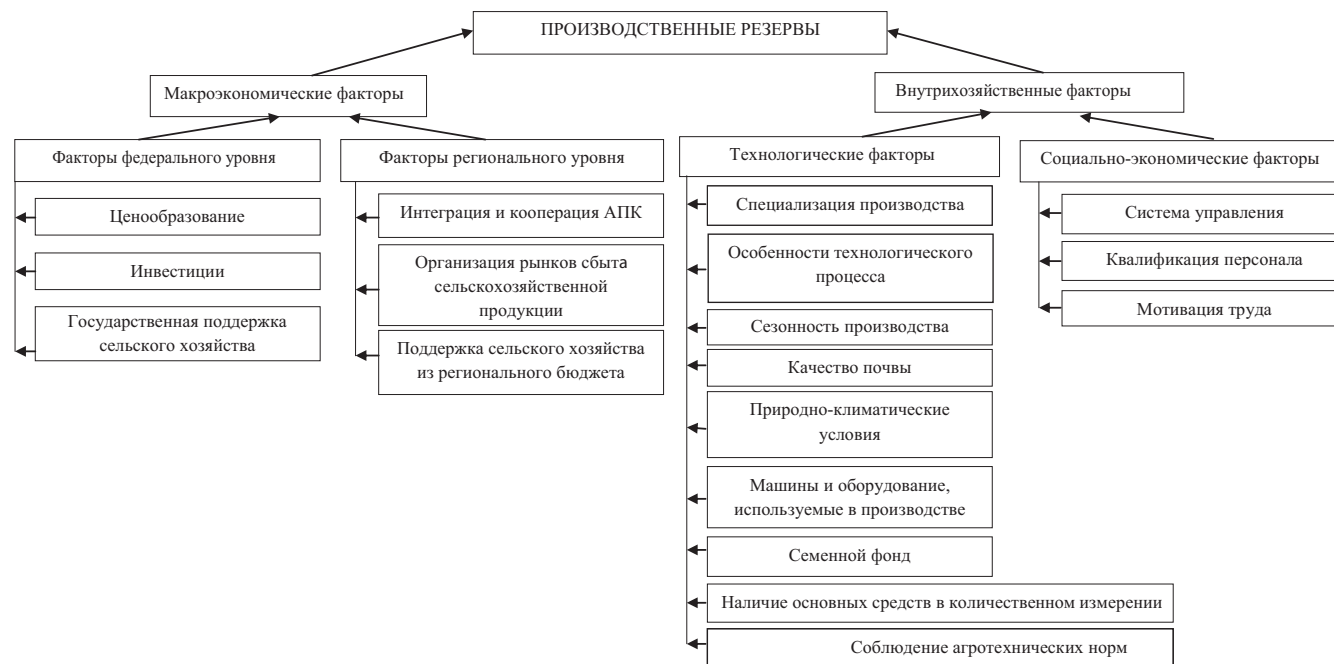 ПРОИЗВОДСТВЕННЫЕ РЕЗЕРВЫ
Макроэкономические факторы
Внутрихозяйственные факторы
Факторы федерального уровня
Ценообразование
Инвестиции
Государственная поддержка
сельского хозяйства
Факторы регионального уровня
Интеграция и кооперация АПК
Организация рынков сбыта
сельскохозяйственной
продукции
Поддержка сельского хозяйства
из регионального бюджета
Технологические факторы
Специализация производства
Особенности технологического
процесса
Сезонность производства
Качество почвы
Природно-климатические
условия
Машины и оборудование,
используемые в производстве
Семенной фонд
Наличие основных средств в количественном измерении
Соблюдение агротехнических норм
Социально-экономические факторы
Система управления
Квалификация персонала
Мотивация труда